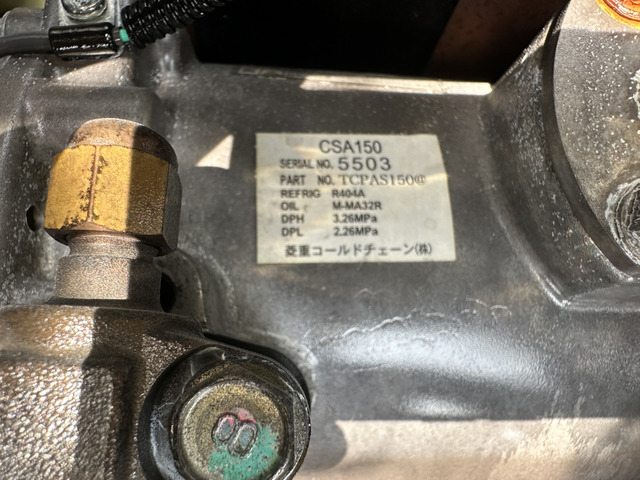 CSA150
SERIAL NO. 5503
PART NO. TCPAS150@
REFRIG R404A
OIL M-MA32R
DPH 3.26MPa
DPL 2.26MPa
菱重コールドチェーン(株)
8